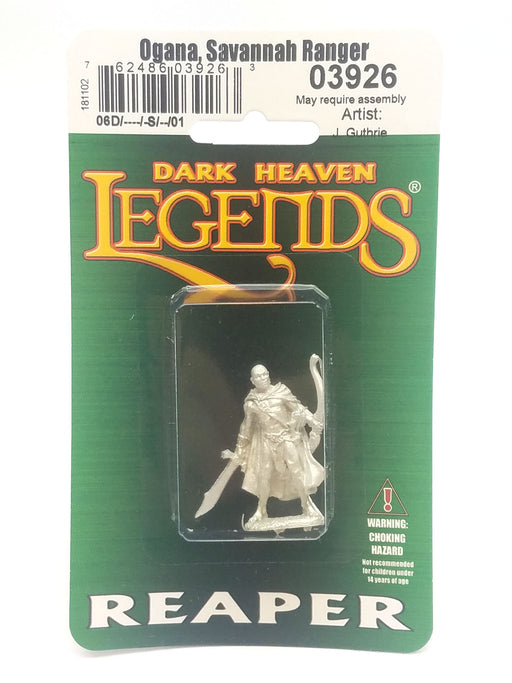 Ogana, Savannah Ranger
7 62486 03926 3
03926
181102
May require assembly
Artist:
06D/----/-S/--/01
J. Guthrie
DARK HEAVEN
LEGENDS®
WARNING:
CHOKING
HAZARD
Not recommended
for children under
14 years of age
REAPER